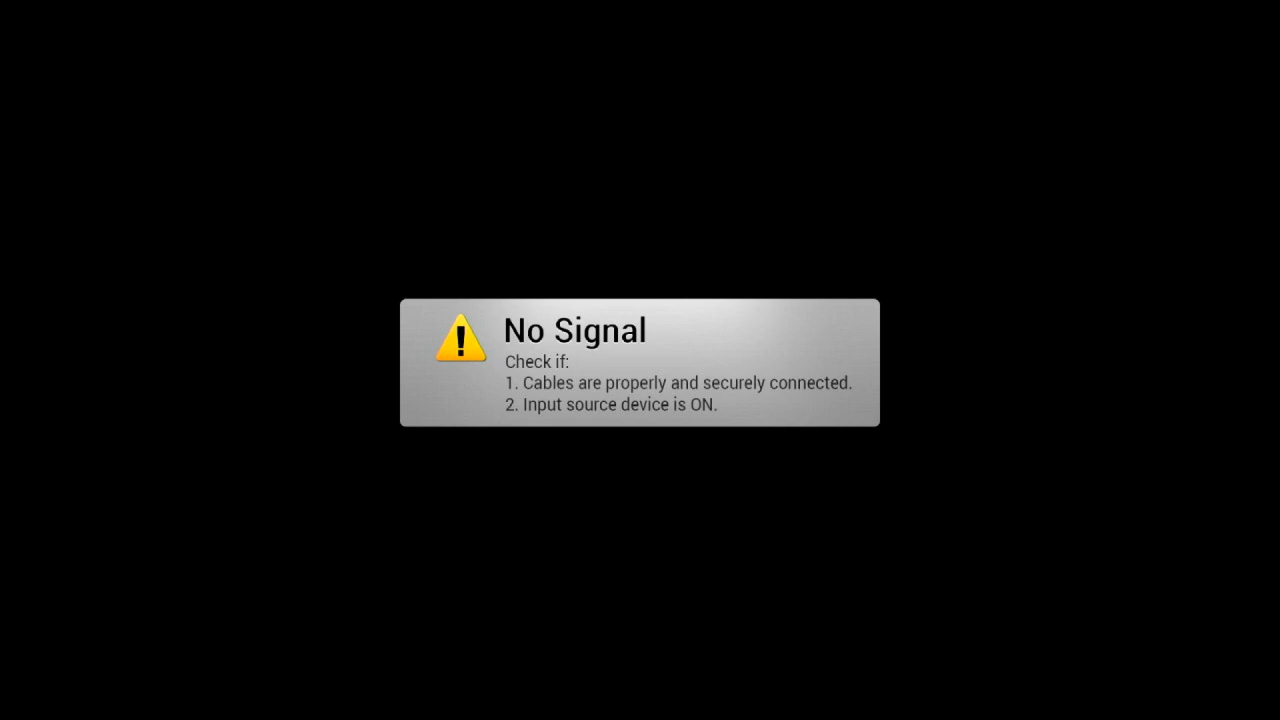 No Signal
Check if:
1. Cables are properly and securely connected.
2. Input source device is ON.